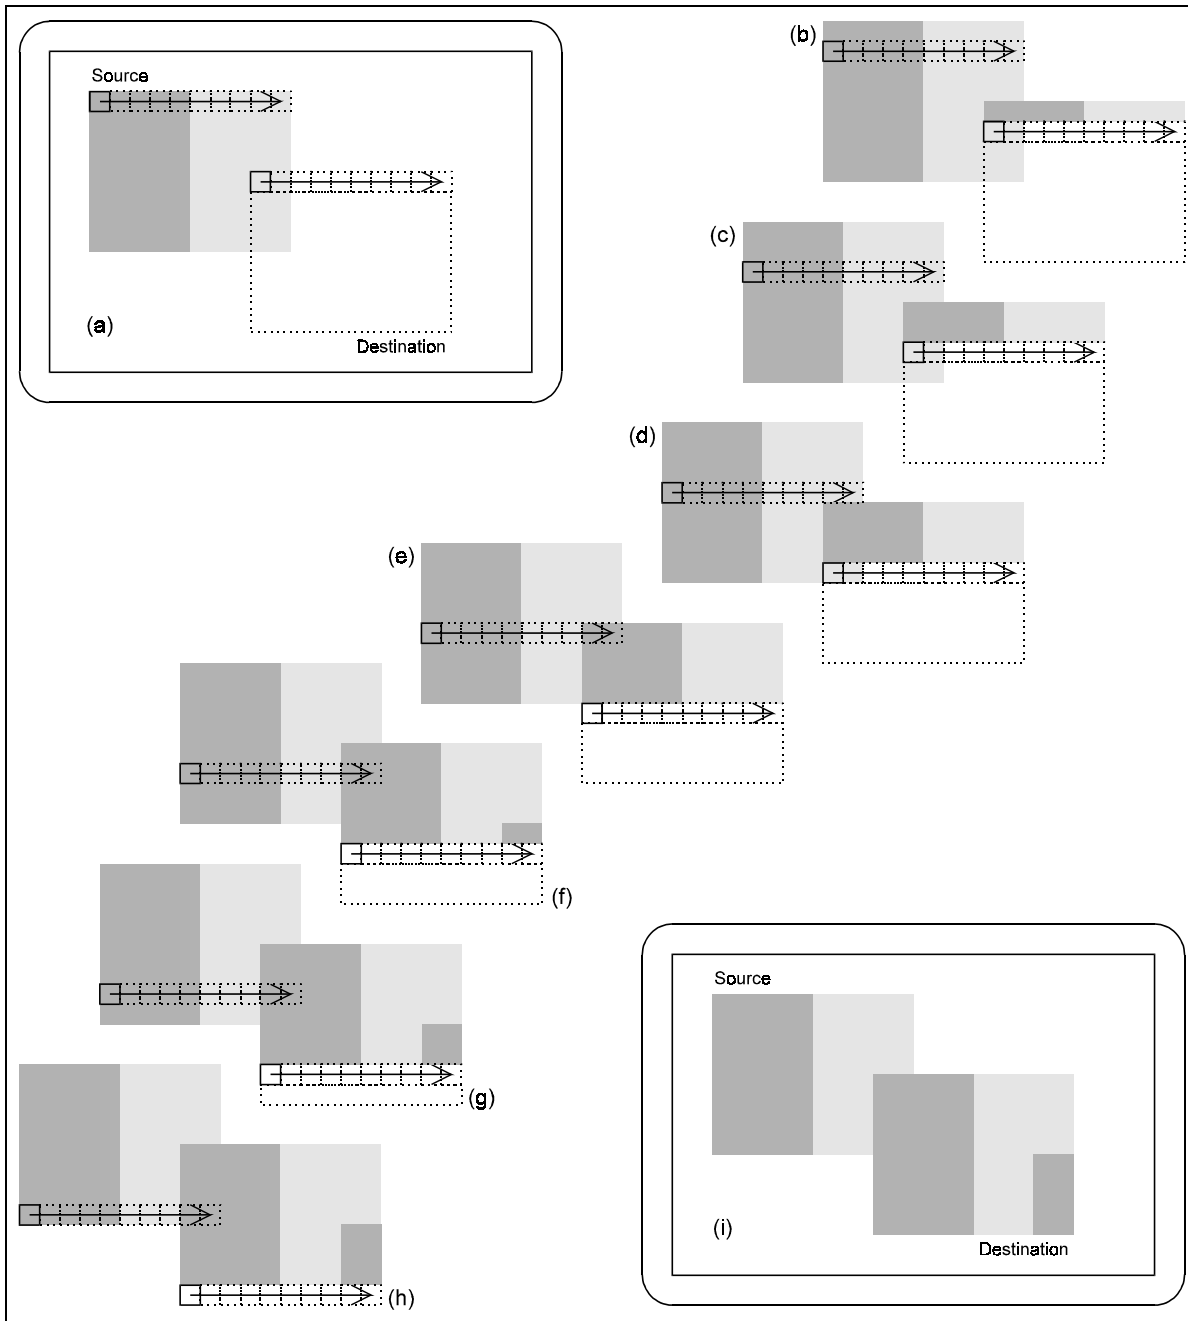 (b)
Source
(c)
(a)
Destination
(d)
(e)
(f)
Source
(g)
(i)
Destination
(h)